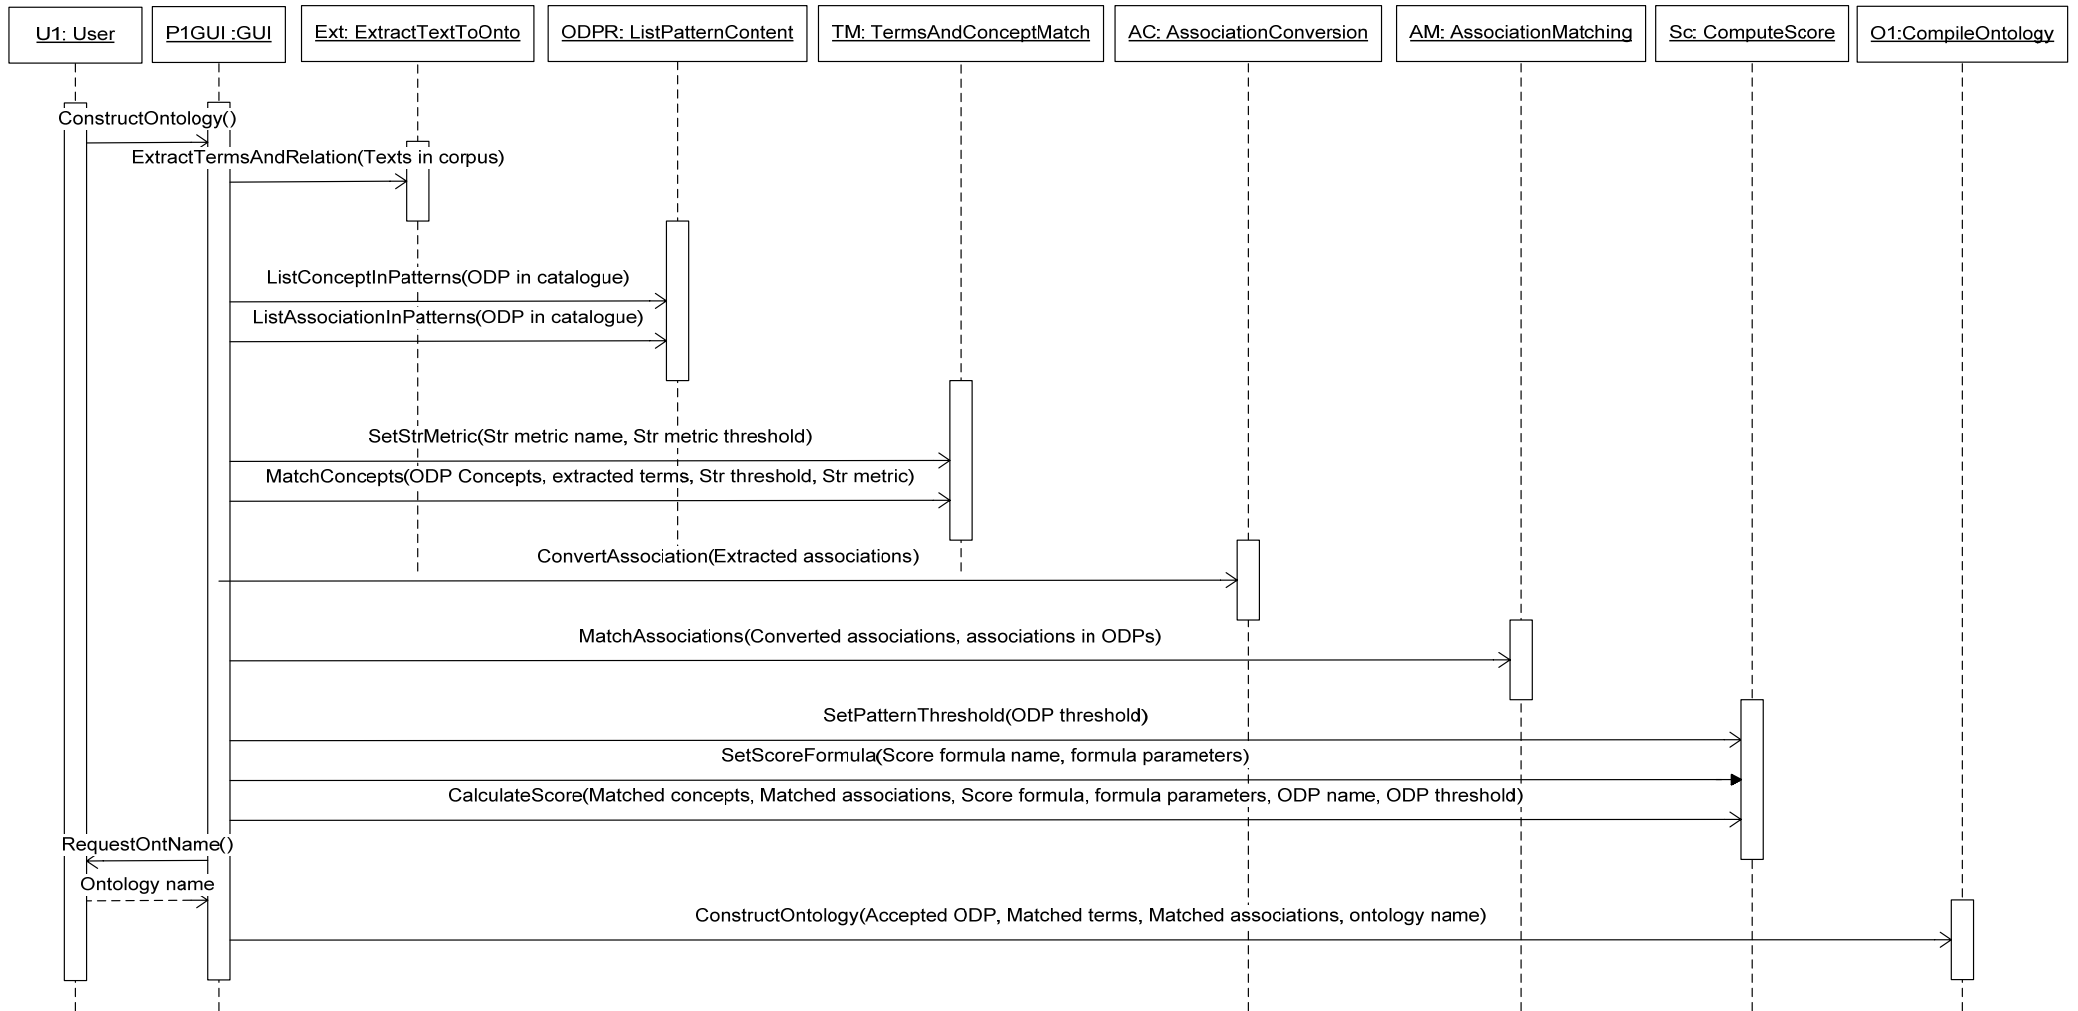 U1: User
P1GUI :GUI
Ext: ExtractTextToOnto
ODPR: ListPatternContent
TM: TermsAndConceptMatch
AC: AssociationConversion
AM: AssociationMatching
Sc: ComputeScore
O1:CompileOntology
ConstructOntology()
ExtractTermsAndRelation(Texts in corpus)
ListConceptInPatterns(ODP in catalogue)
ListAssociationInPatterns(ODP in catalogue)
SetStrMetric(Str metric name, Str metric threshold)
MatchConcepts(ODP Concepts, extracted terms, Str threshold, Str metric)
ConvertAssociation(Extracted associations)
MatchAssociations(Converted associations, associations in ODPs)
SetPatternThreshold(ODP threshold)
SetScoreFormula(Score formula name, formula parameters)
CalculateScore(Matched concepts, Matched associations, Score formula, formula parameters, ODP name, ODP threshold)
RequestOntName()
Ontology name
ConstructOntology(Accepted ODP, Matched terms, Matched associations, ontology name)